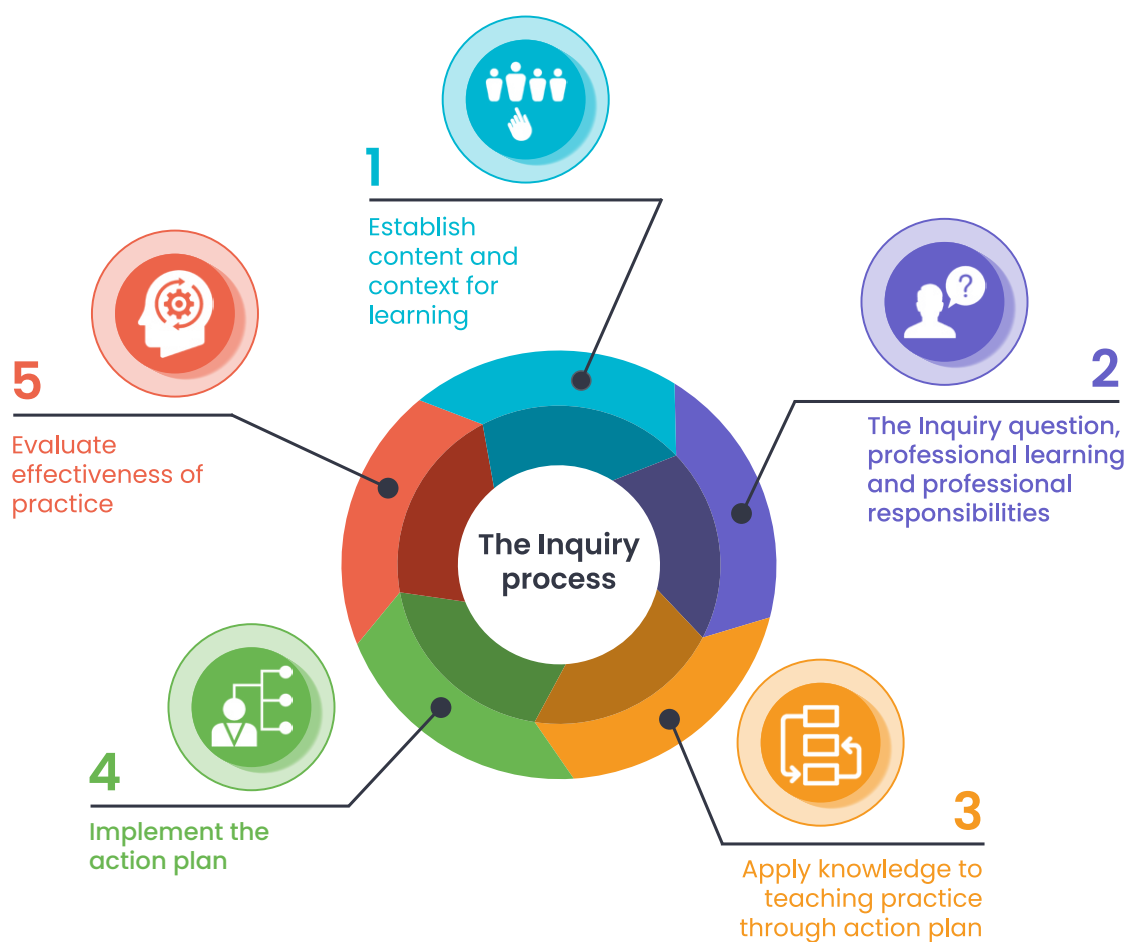 1
Establish
content and
context for
learning
2
The Inquiry question,
professional learning
and professional
responsibilities
3
Apply knowledge to
teaching practice
through action plan
4
Implement the
action plan
5
Evaluate
effectiveness of
practice
The Inquiry
process
?